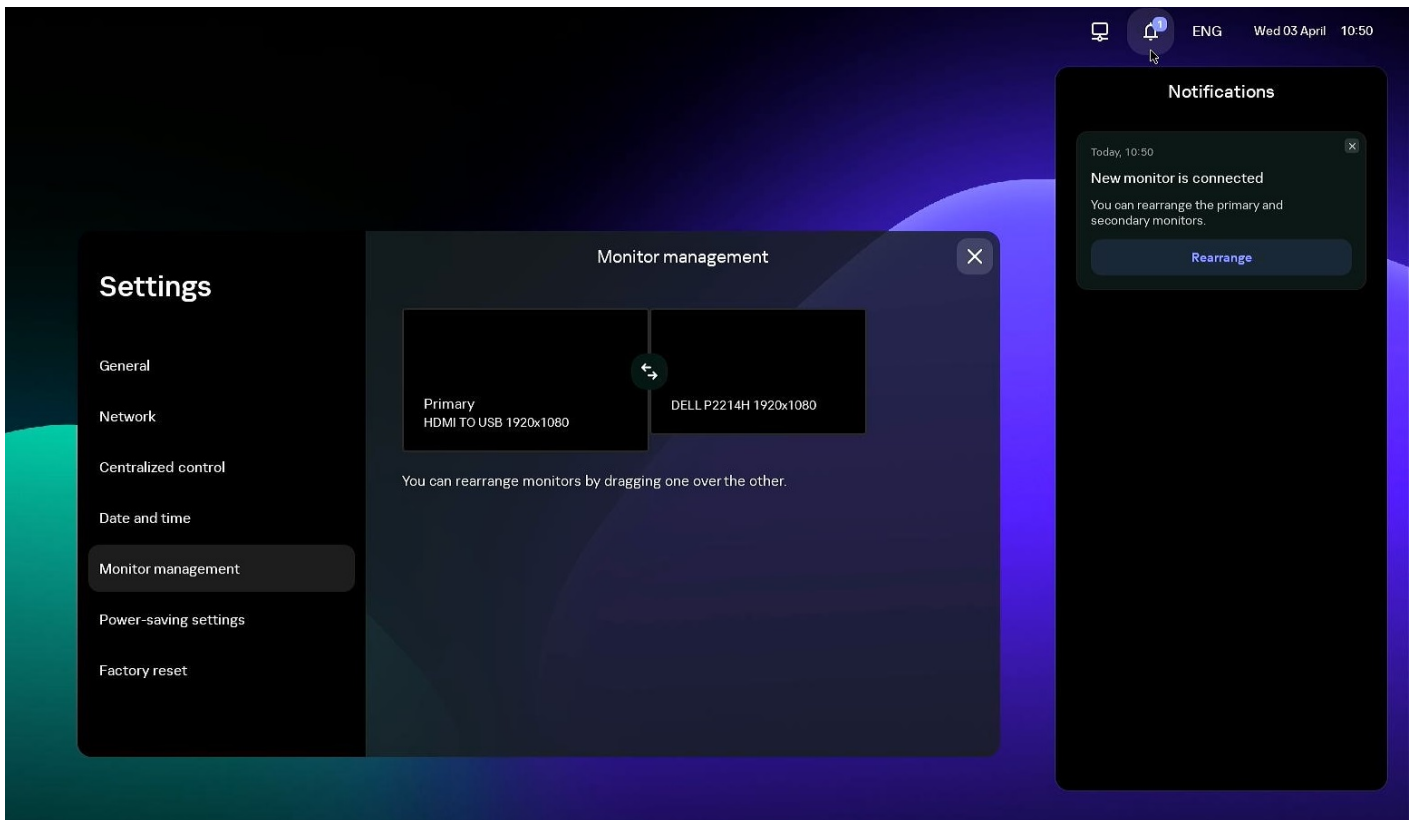 1
ENG
Wed 03 April 10:50
Notifications
Today, 10:50
New monitor is connected
You can rearrange the primary and
secondary monitors.
Rearrange
Settings
General
Network
Centralized control
Date and time
Monitor management
Power-saving settings
Factory reset
Monitor management
Primary
HDMI TO USB 1920x1080
DELL P2214H 1920x1080
You can rearrange monitors by dragging one over the other.